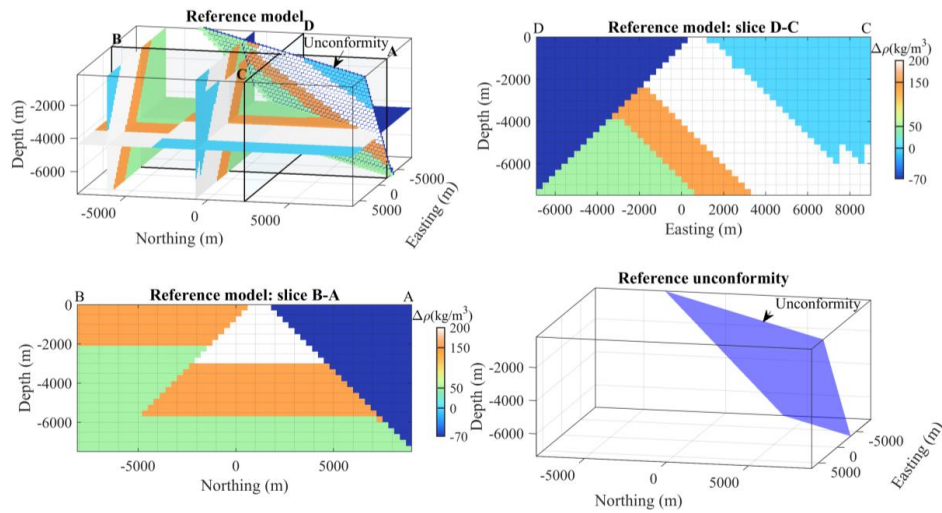 Reference model
B
D
Unconformity
A
C
Depth (m)
-2000
-4000
-6000
-5000
0
5000
Northing (m)
-5000
0
5000
Easting (m)
D
Reference model: slice D-C
C
Δρ(kg/m³)
Depth (m)
0
-2000
-4000
-6000
-6000 -4000 -2000 0 2000 4000 6000 8000
Easting (m)
200
150
50
0
-70
B
Reference model: slice B-A
A
Δρ(kg/m³)
Depth (m)
0
-2000
-4000
-6000
-5000 0 5000
Northing (m)
200
150
50
0
-70
Reference unconformity
Unconformity
Depth (m)
-2000
-4000
-6000
-5000
0
5000
Northing (m)
-5000
0
5000
Easting (m)